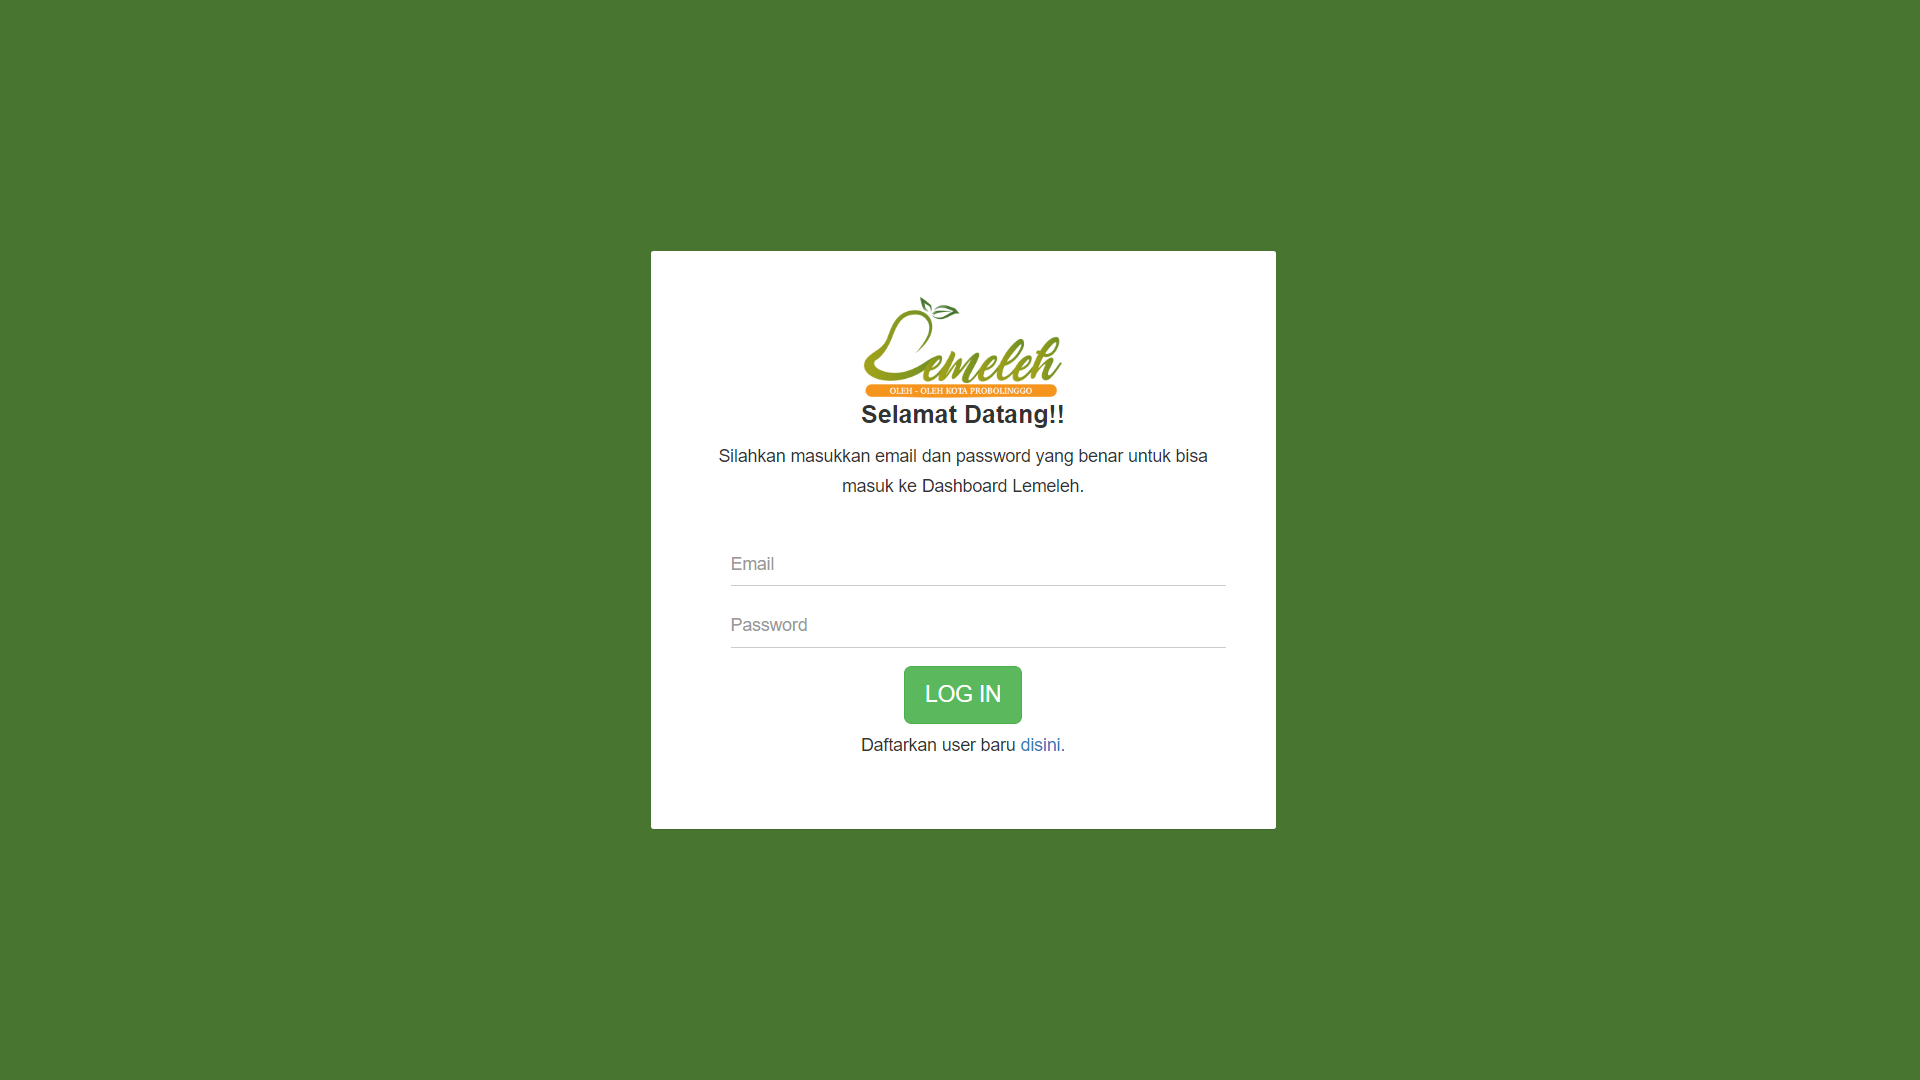 Lemeleh
OLEH - OLEH KOTA PROBOLINGGO
Selamat Datang!!
Silahkan masukkan email dan password yang benar untuk bisa
masuk ke Dashboard Lemeleh.
Email
Password
LOG IN
Daftarkan user baru disini.